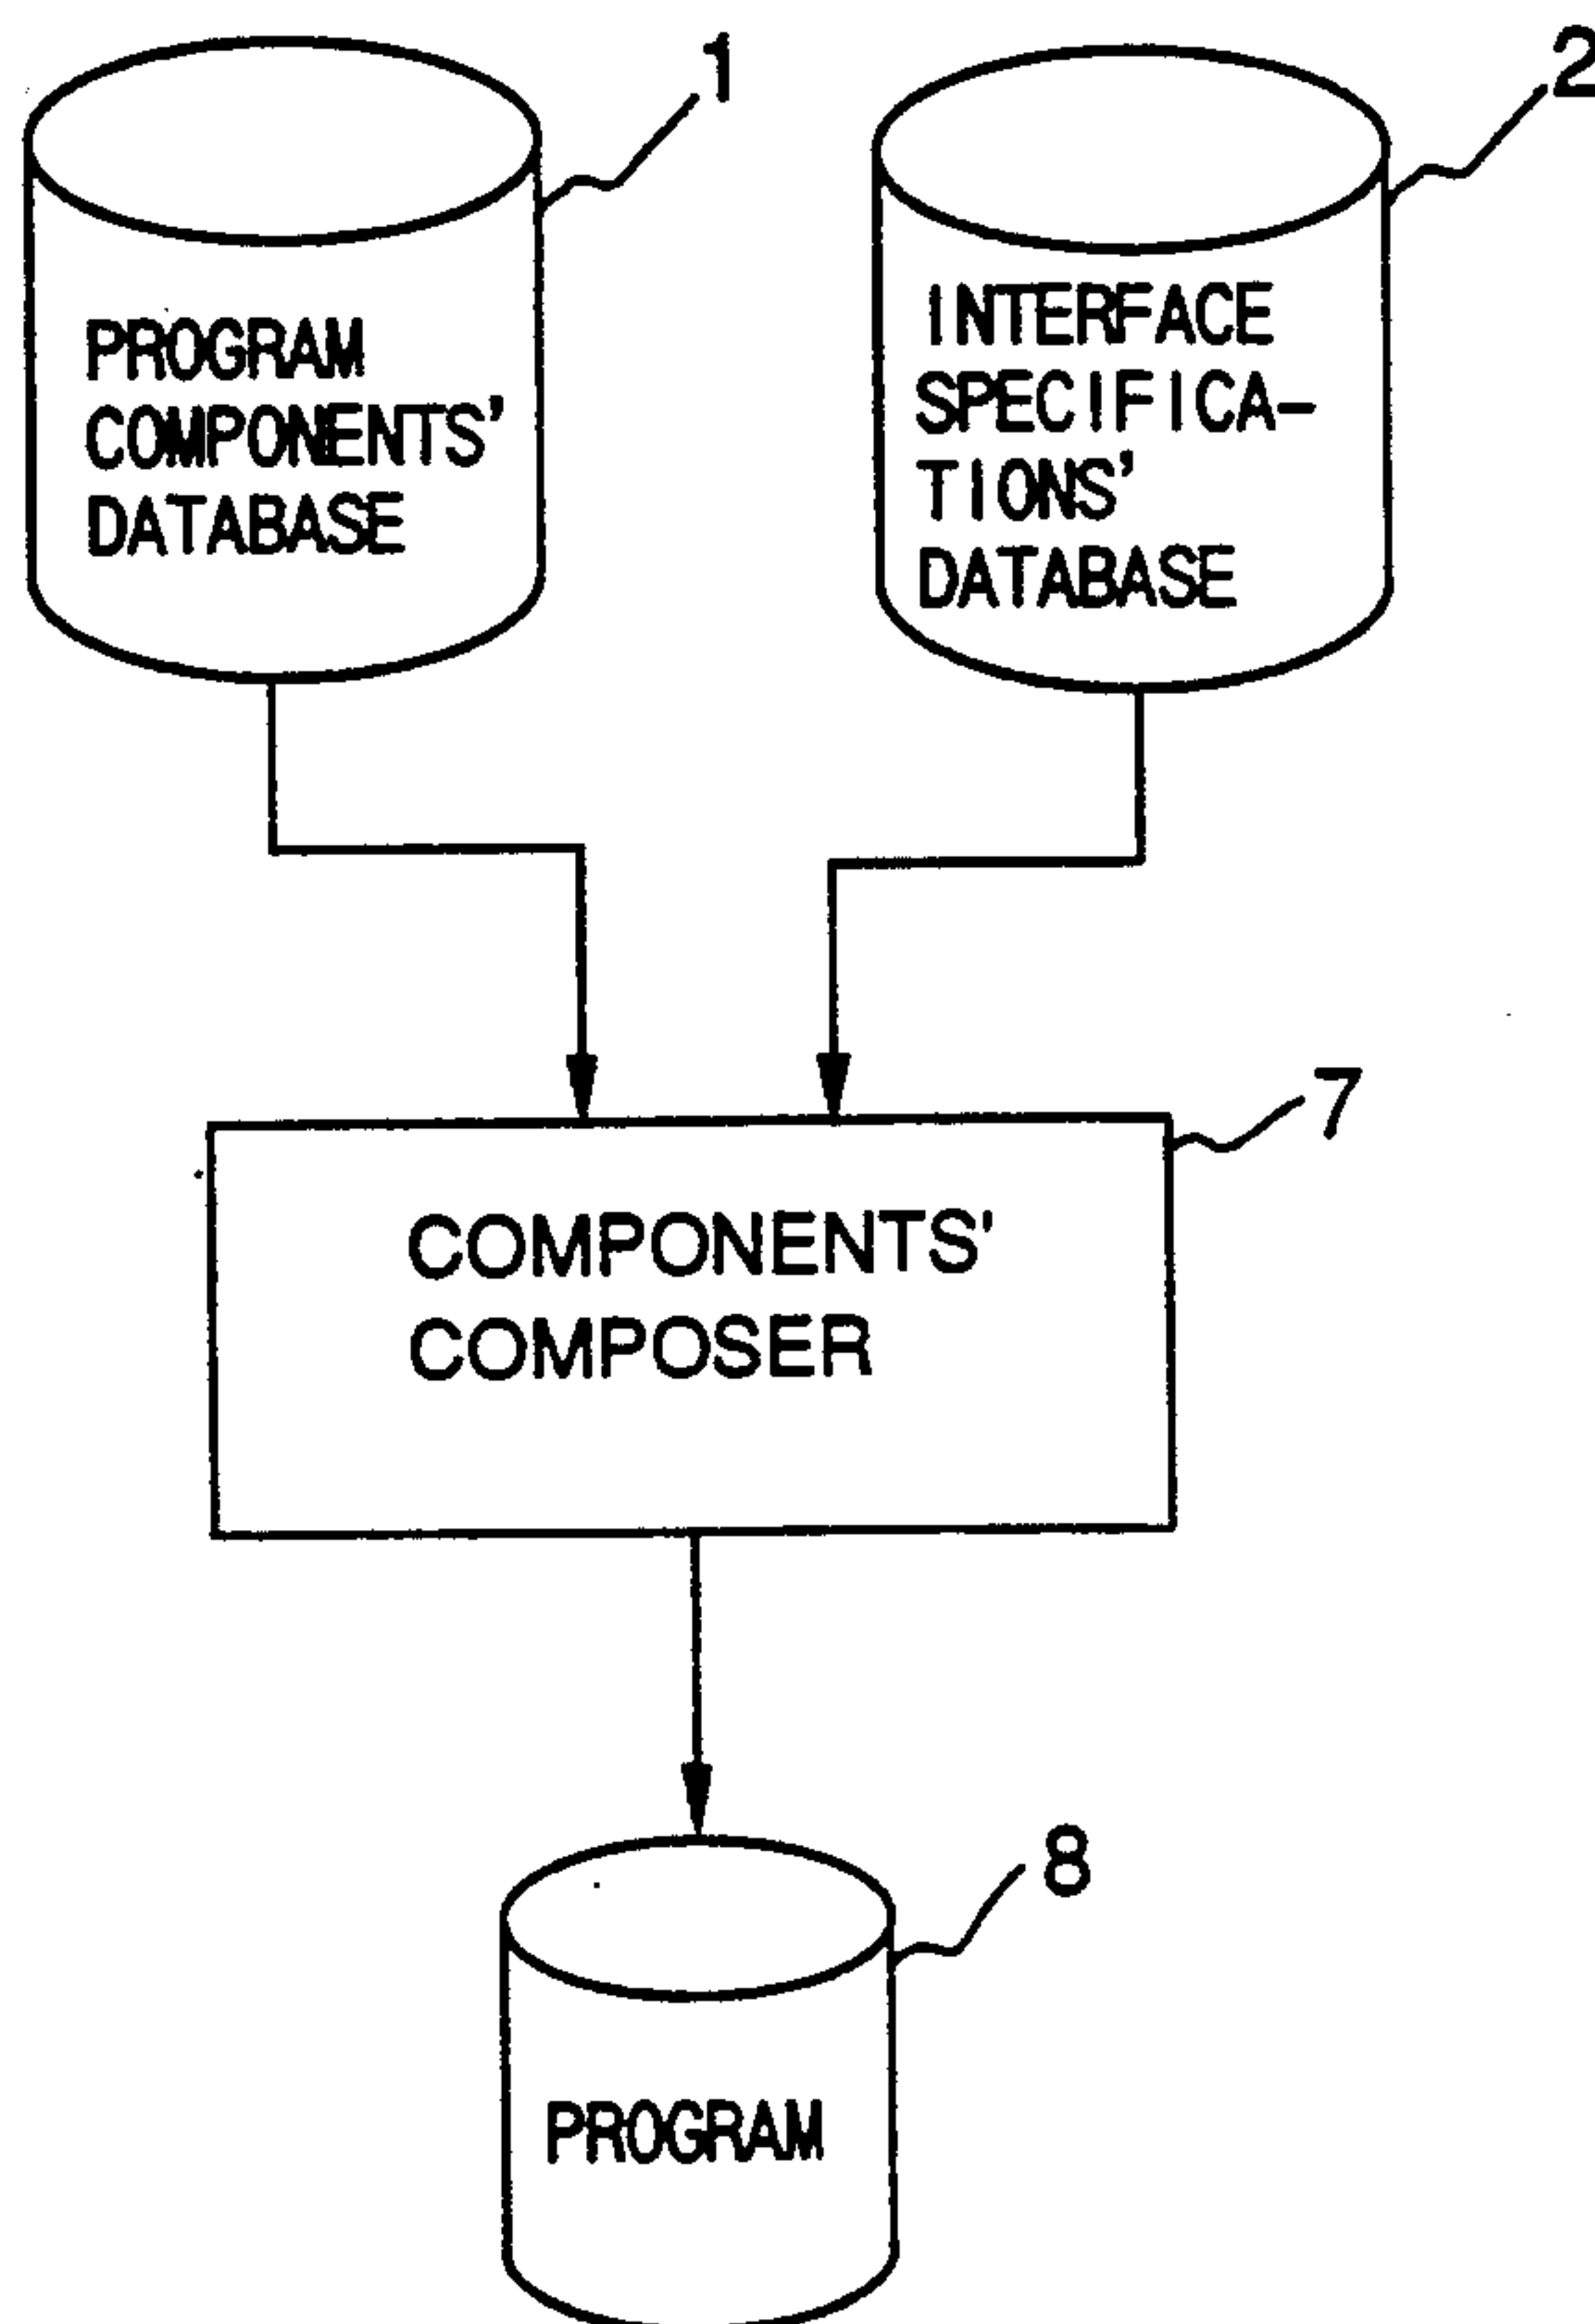 1
2
PROGRAM
COMPONENTS'
DATABASE
INTERFACE
SPECIFICA-
TIONS'
DATABASE
7
COMPONENTS'
COMPOSER
8
PROGRAM